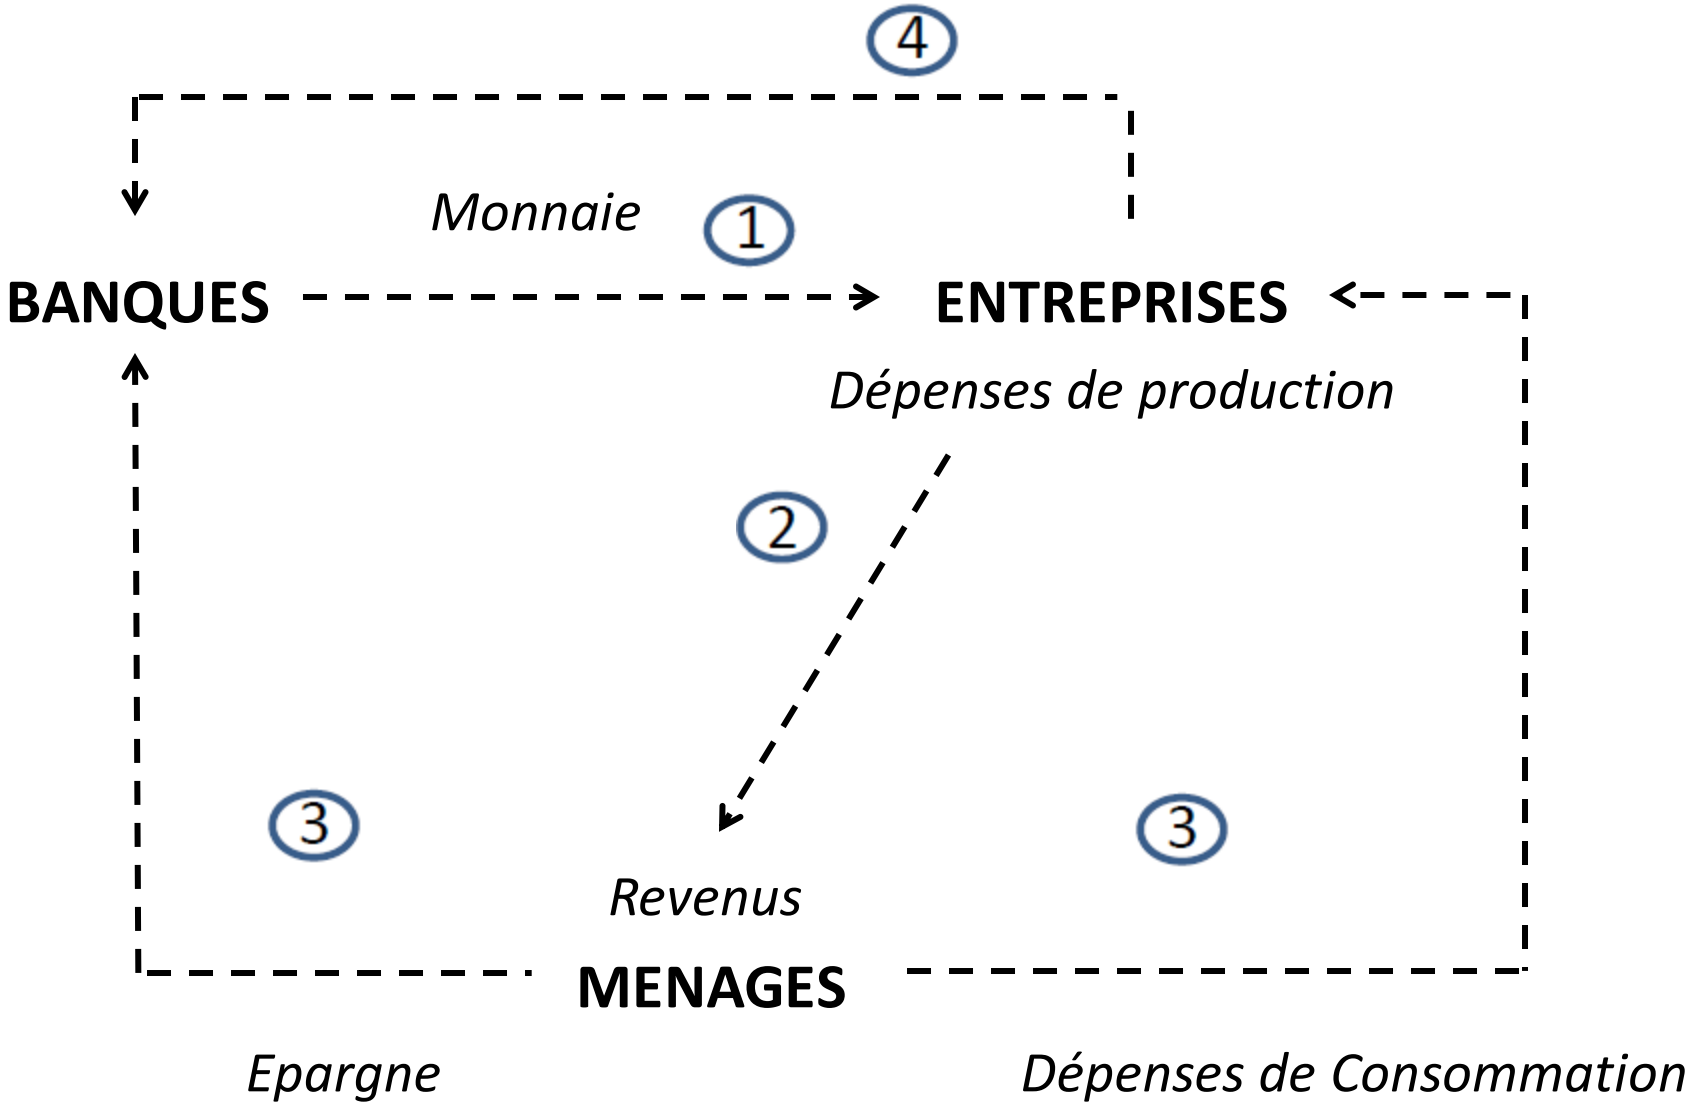 4
Monnaie
1
BANQUES
ENTREPRISES
Dépenses de production
2
3
3
Revenus
MENAGES
Epargne
Dépenses de Consommation